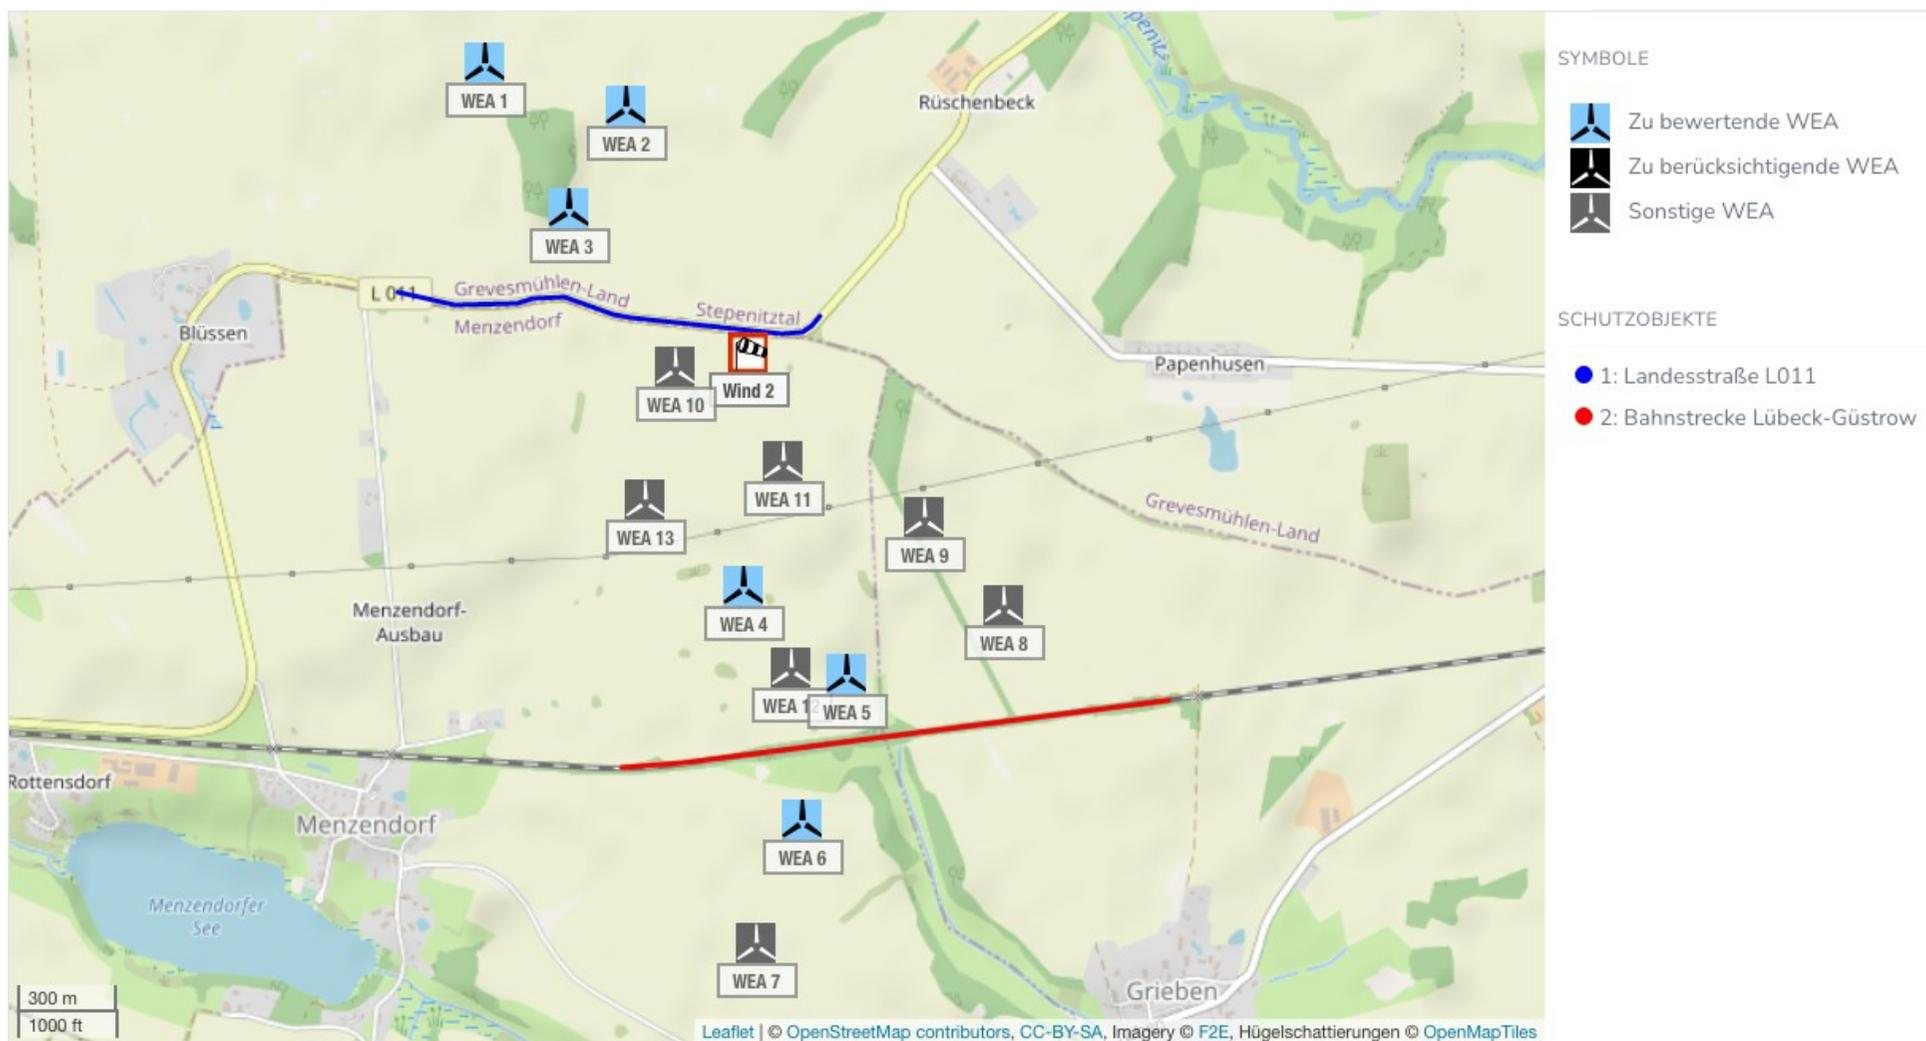 WEA 1
WEA 2
WEA 3
Rüschenbeck
L 011
Grevesmühlen-Land
Menzendorf
Stepenitztal
Blüssen
WEA 10
Wind 2
Papenhusen
WEA 11
WEA 13
WEA 9
Grevesmühlen-Land
Menzendorf-
Ausbau
WEA 4
WEA 8
WEA 12
WEA 5
Rottensdorf
Menzendorf
WEA 6
Menzendorfer
See
WEA 7
Grieben
300 m
1000 ft
Leaflet | © OpenStreetMap contributors, CC-BY-SA, Imagery © F2E, Hügelschattierungen © OpenMapTiles
SYMBOLE
Zu bewertende WEA
Zu berücksichtigende WEA
Sonstige WEA
SCHUTZOBJEKTE
1: Landesstraße L011
2: Bahnstrecke Lübeck-Güstrow